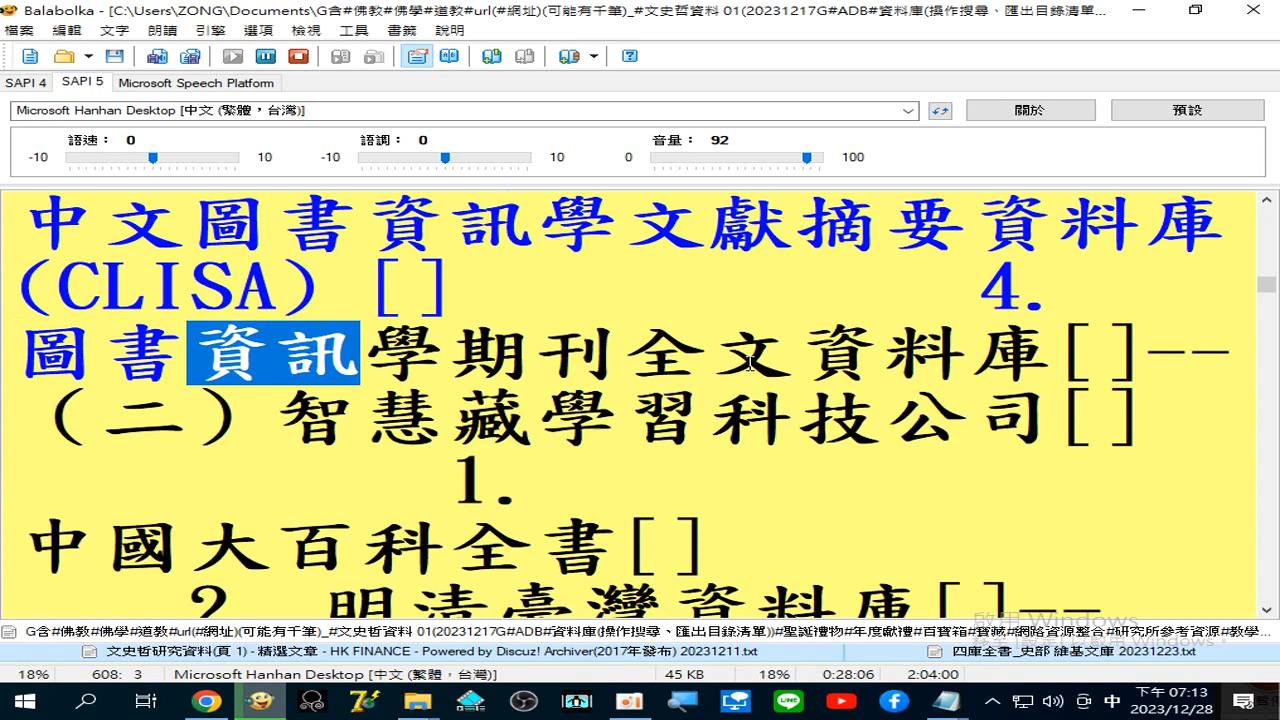 Balabolka - [C:\Users\ZONG\Documents\G含#佛教#佛學#道教#url(#網址)(可能有千筆)_#文史哲資料 01(20231217G#ADB#資料庫(操作搜尋、匯出目錄清單...
檔案 編輯 文字 朗讀 引擎 選項 檢視 工具 書籤 說明
SAPI 4 SAPI 5 Microsoft Speech Platform
Microsoft Hanhan Desktop [中文 (繁體，台灣)] 關於 預設
語速： 0 語調： 0 音量： 92
-10 10 -10 10 0 100
中文圖書資訊學文獻摘要資料庫
(CLISA) [] 4.
圖書資訊學期刊全文資料庫[]--
(二) 智慧藏學習科技公司[]
1.
中國大百科全書[]
2. 明清臺灣資料庫[]--
啟用 Windows
G含#佛教#佛學#道教#url(#網址)(可能有千筆)_#文史哲資料 01(20231217G#ADB#資料庫(操作搜尋、匯出目錄清單))#聖誕禮物#年度獻禮#百寶箱#寶城#網路資源整合#研究所參考資源#教學...
文史哲研究資料(頁 1) - 精選文章 - HK FINANCE - Powered by Discuz! Archiver(2017年發布) 20231211.txt 四庫全書_史部 維基文庫 20231223.txt
18% 608: 3 Microsoft Hanhan Desktop [中文 (繁體，台灣)] 45 KB 18% 0:28:06 2:04:00
中 下午 07:13
2023/12/28